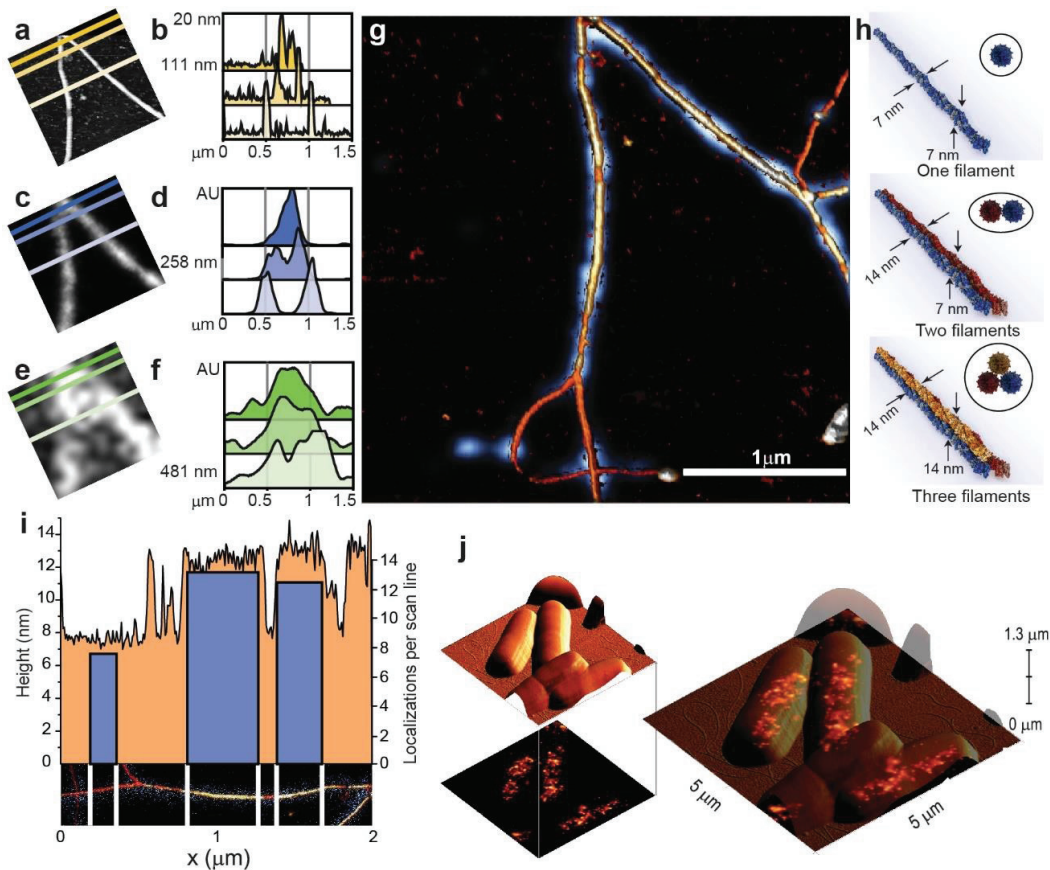 a
b
20 nm
111 nm
μm 0 0.5 1 1.5
c
d
AU
258 nm
μm 0 0.5 1 1.5
e
f
AU
481 nm
μm 0 0.5 1 1.5
g
1μm
h
7 nm
7 nm
One filament
14 nm
7 nm
Two filaments
14 nm
14 nm
Three filaments
i
Height (nm)
14
12
10
8
6
4
2
0
14
12
10
8
6
4
2
0
Localizations per scan line
0 1 2
x (μm)
j
1.3 μm
0 μm
5 μm
5 μm